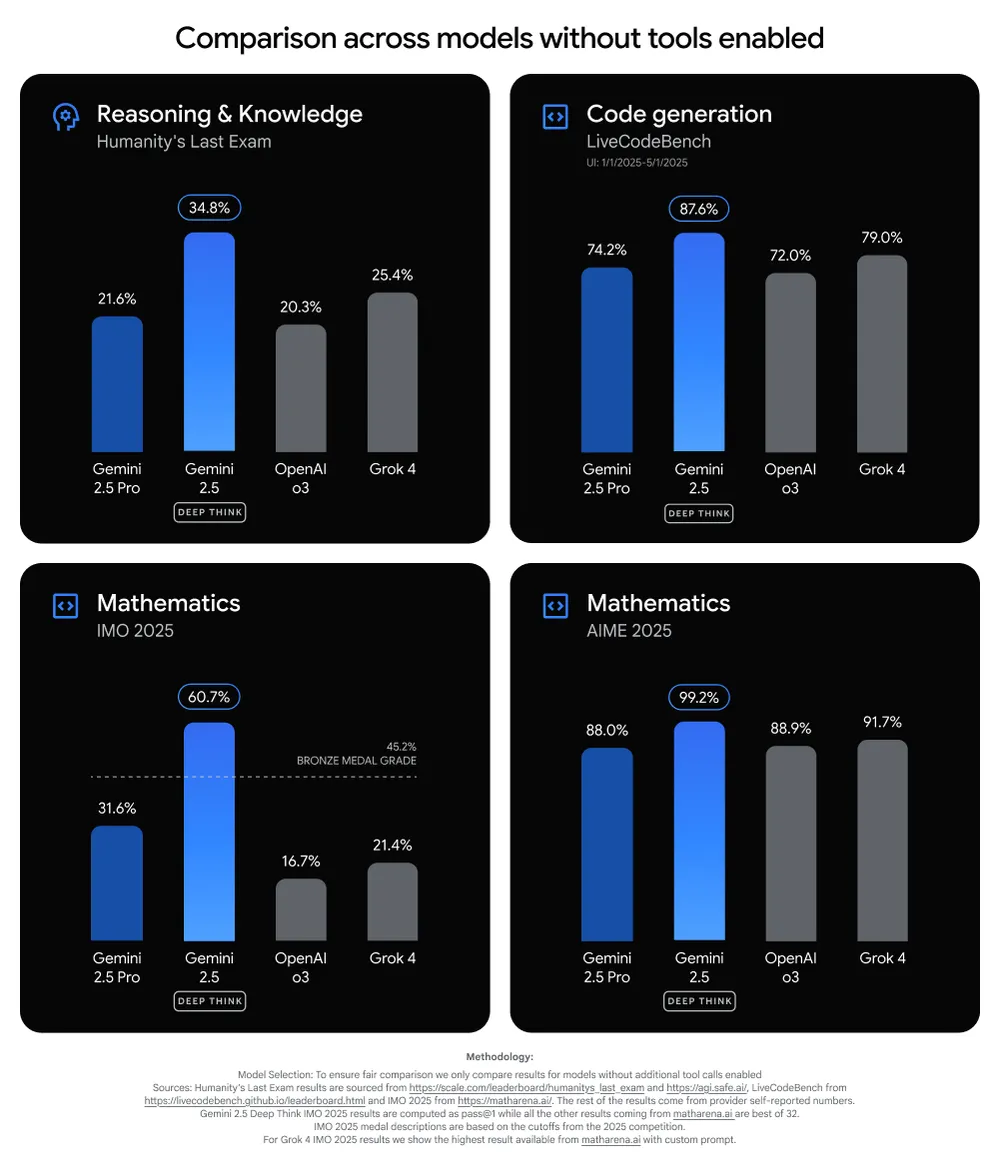 Comparison across models without tools enabled
Reasoning & Knowledge
Humanity's Last Exam
34.8%
25.4%
21.6%
20.3%
Gemini 2.5 Pro
Gemini 2.5
DEEP THINK
OpenAI o3
Grok 4
Code generation
LiveCodeBench
UI: 1/1/2025-5/1/2025
87.6%
79.0%
74.2%
72.0%
Gemini 2.5 Pro
Gemini 2.5
DEEP THINK
OpenAI o3
Grok 4
Mathematics
IMO 2025
60.7%
45.2%
BRONZE MEDAL GRADE
31.6%
21.4%
16.7%
Gemini 2.5 Pro
Gemini 2.5
DEEP THINK
OpenAI o3
Grok 4
Mathematics
AIME 2025
99.2%
91.7%
88.0%
88.9%
Gemini 2.5 Pro
Gemini 2.5
DEEP THINK
OpenAI o3
Grok 4
Methodology:
Model Selection: To ensure fair comparison we only compare results for models without additional tool calls enabled
Sources: Humanity's Last Exam results are sourced from https://scale.com/leaderboard/humanitys_last_exam and https://agi.safe.ai/, LiveCodeBench from
https://livecodebench.github.io/leaderboard.html and IMO 2025 from https://matharena.ai/. The rest of the results come from provider self-reported numbers.
Gemini 2.5 Deep Think IMO 2025 results are computed as pass@1 while all the other results coming from matharena.ai are best of 32.
IMO 2025 medal descriptions are based on the cutoffs from the 2025 competition.
For Grok 4 IMO 2025 results we show the highest result available from matharena.ai with custom prompt.